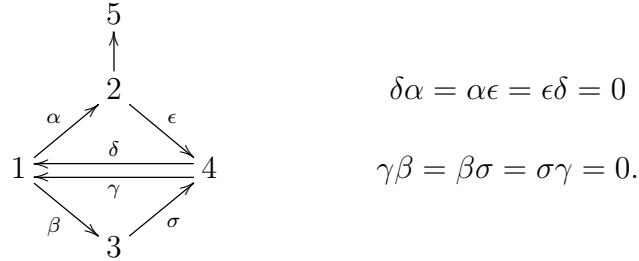 5
2
α
ϵ
δα = αϵ = ϵδ = 0
1
δ
4
γ
γβ = βσ = σγ = 0.
β
σ
3